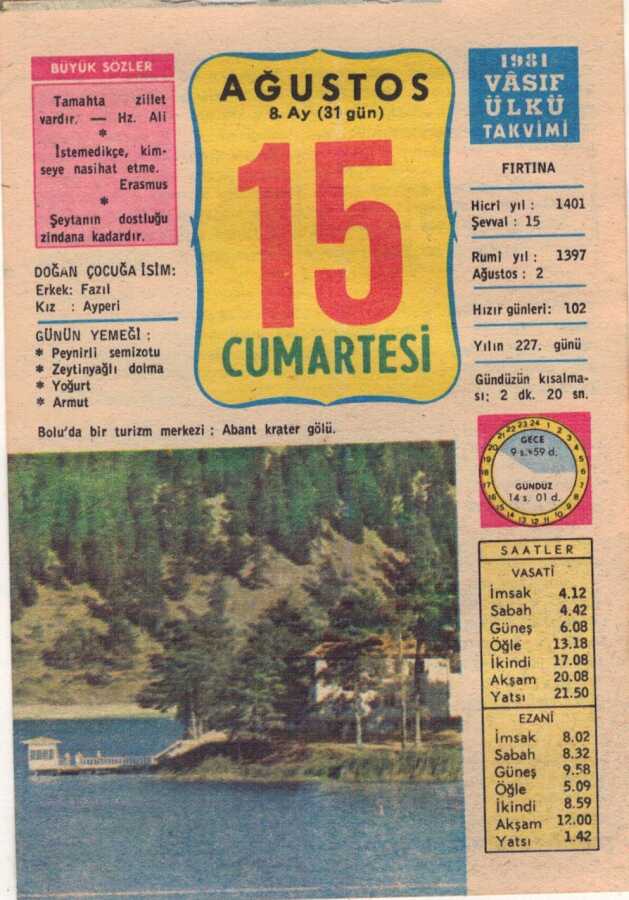 BÜYÜK SÖZLER
Tamahta zillet
vardır. — Hz. Ali
*
İstemedikçe, kim-
seye nasihat etme.
Erasmus
*
Şeytanın dostluğu
zindana kadardır.
DOĞAN ÇOCUĞA İSİM:
Erkek: Fazıl
Kız : Ayperi
GÜNÜN YEMEĞİ :
* Peynirli semizotu
* Zeytinyağlı dolma
* Yoğurt
* Armut
AĞUSTOS
8. Ay (31 gün)
15
CUMARTESİ
1981
VÂSIF
ÜLKÜ
TAKVİMİ
FIRTINA
Hicri yıl : 1401
Şevval : 15
Rumi yıl : 1397
Ağustos : 2
Hızır günleri: 102
Yılın 227. günü
Gündüzün kısalma-
sı: 2 dk. 20 sn.
Bolu'da bir turizm merkezi : Abant krater gölü.
GECE
9 s. 59 d.
GÜNDÜZ
14 s. 01 d.
SAATLER
VASATİ
İmsak 4.12
Sabah 4.42
Güneş 6.08
Öğle 13.18
İkindi 17.08
Akşam 20.08
Yatsı 21.50
EZANİ
İmsak 8.02
Sabah 8.32
Güneş 9.58
Öğle 5.09
İkindi 8.59
Akşam 12.00
Yatsı 1.42